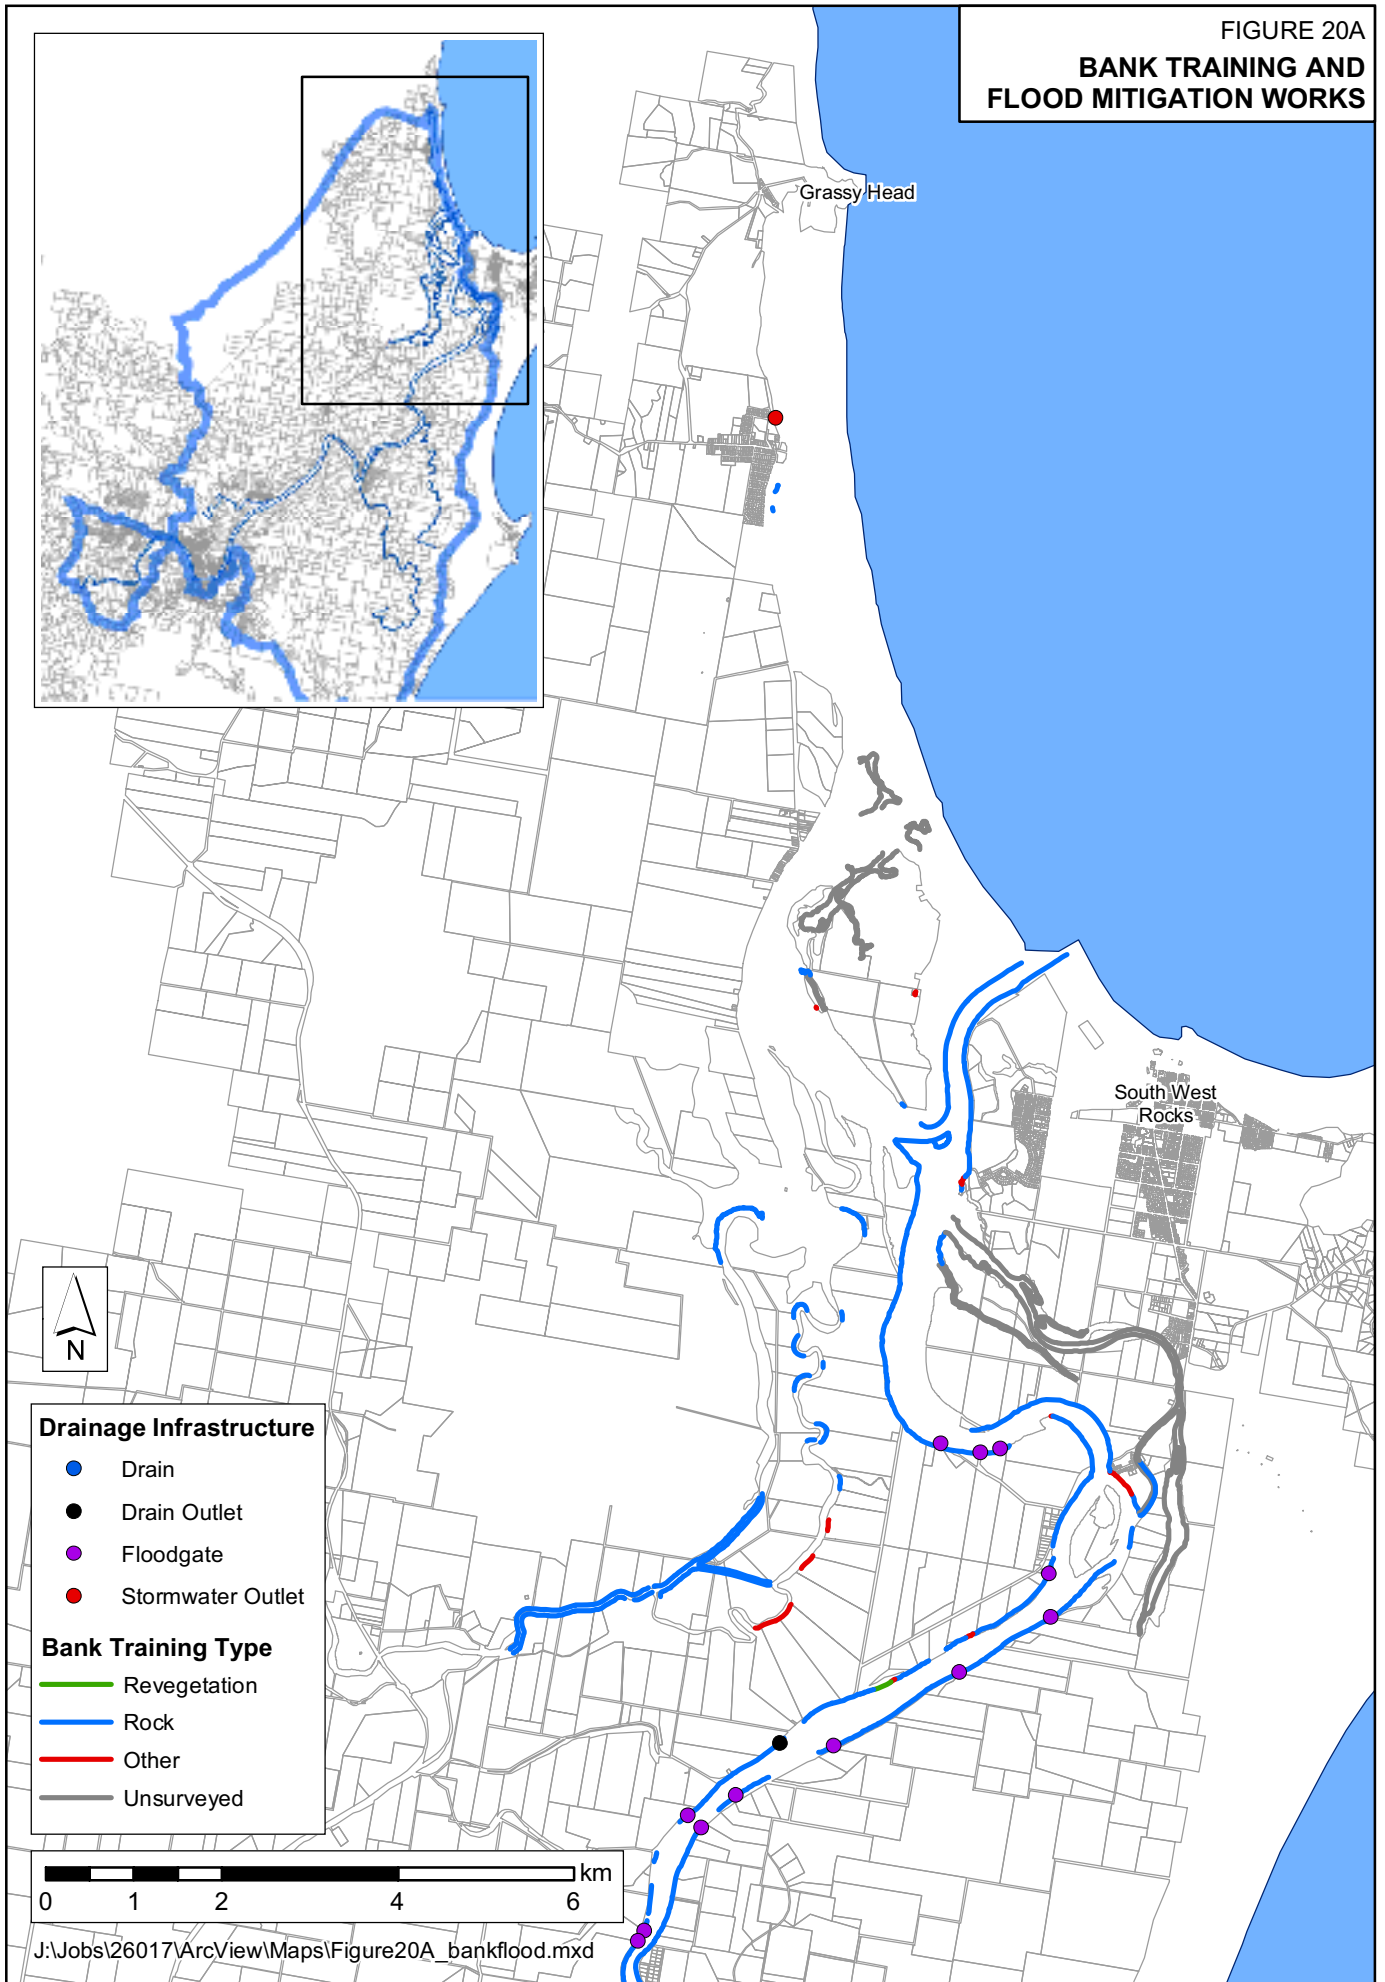 FIGURE 20A
BANK TRAINING AND
FLOOD MITIGATION WORKS
Grassy Head
South West
Rocks
N
Drainage Infrastructure
Drain
Drain Outlet
Floodgate
Stormwater Outlet
Bank Training Type
Revegetation
Rock
Other
Unsurveyed
km
0 1 2 4 6
J:\Jobs\26017\ArcView\Maps\Figure20A_bankflood.mxd